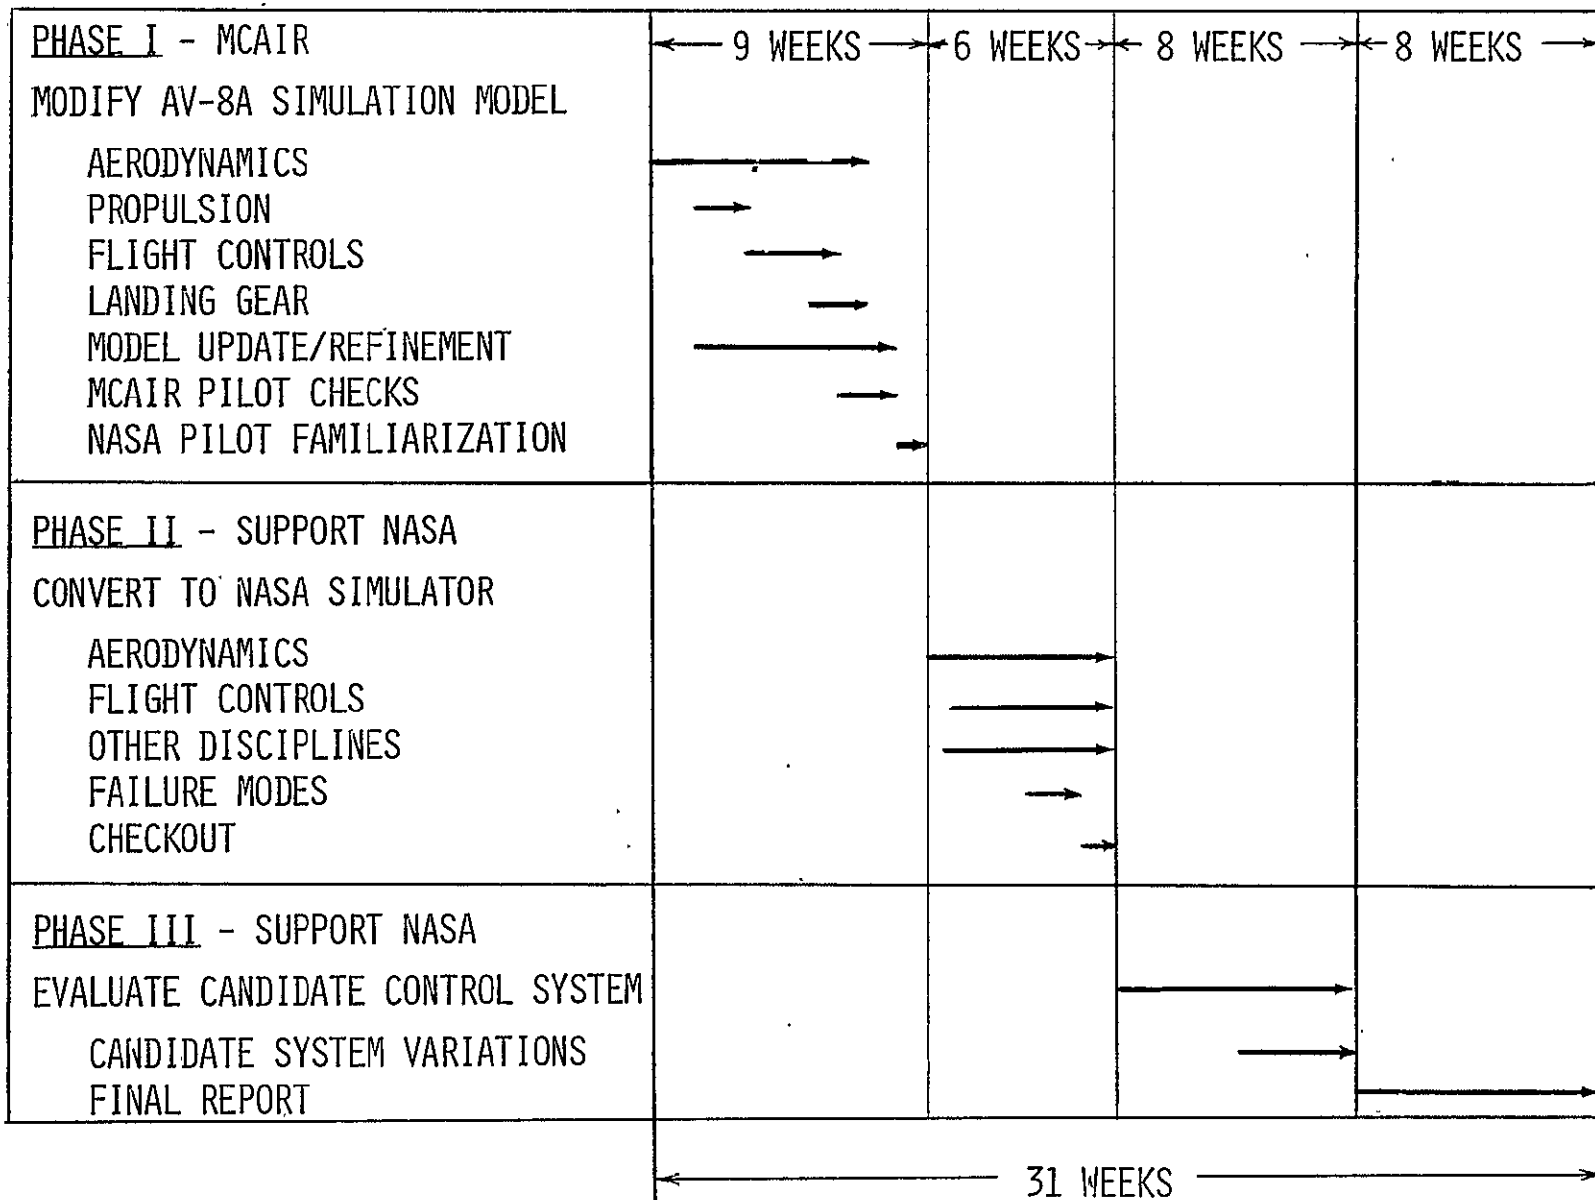 PHASE I - MCAIR
9 WEEKS 6 WEEKS 8 WEEKS 8 WEEKS
MODIFY AV-8A SIMULATION MODEL
AERODYNAMICS
PROPULSION
FLIGHT CONTROLS
LANDING GEAR
MODEL UPDATE/REFINEMENT
MCAIR PILOT CHECKS
NASA PILOT FAMILIARIZATION
PHASE II - SUPPORT NASA
CONVERT TO NASA SIMULATOR
AERODYNAMICS
FLIGHT CONTROLS
OTHER DISCIPLINES
FAILURE MODES
CHECKOUT
PHASE III - SUPPORT NASA
EVALUATE CANDIDATE CONTROL SYSTEM
CANDIDATE SYSTEM VARIATIONS
FINAL REPORT
31 WEEKS